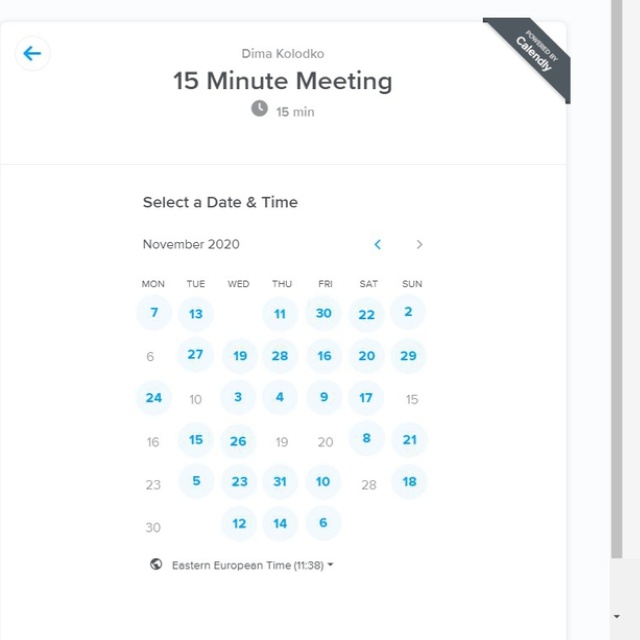 POWERED BY
Calendly
Dima Kolodko
15 Minute Meeting
15 min
Select a Date & Time
November 2020
MON TUE WED THU FRI SAT SUN
7 13 11 30 22 2
6 27 19 28 16 20 29
24 10 3 4 9 17 15
16 15 26 19 20 8 21
23 5 23 31 10 28 18
30 12 14 6
Eastern European Time (11:38)